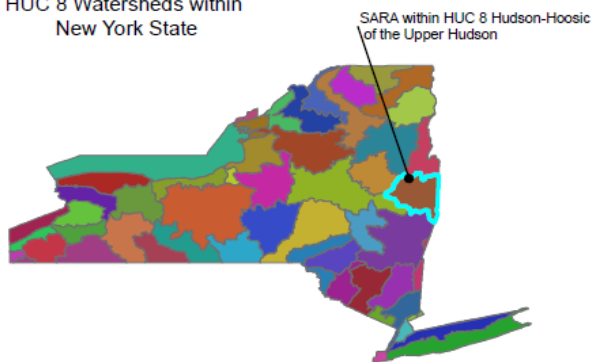 HUC 8 Watersheds within
New York State
SARA within HUC 8 Hudson-Hoosic
of the Upper Hudson